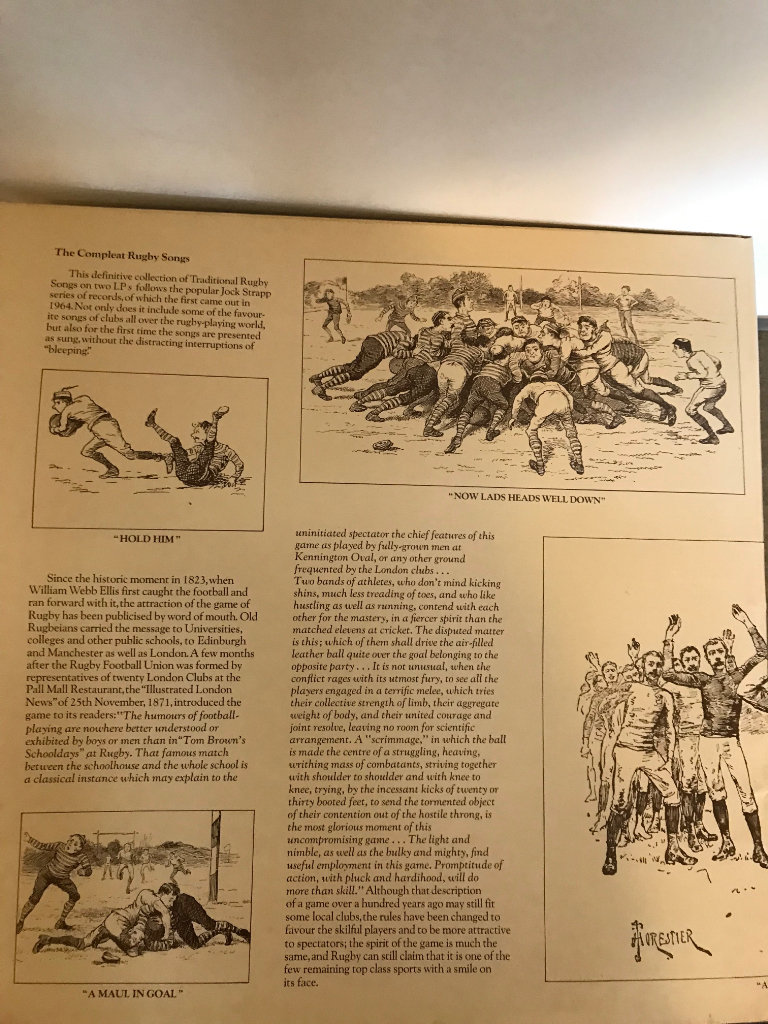 The Compleat Rugby Songs
This definitive collection of Traditional Rugby
Songs on two LPs follows the popular Jock Strapp
series of records, of which the first came out in
1964. Not only does it include some of the favour-
ite songs of clubs all over the rugby-playing world,
but also for the first time the songs are presented
as sung, without the distracting interruptions of
"bleeping."
"HOLD HIM"
Since the historic moment in 1823, when
William Webb Ellis first caught the football and
ran forward with it, the attraction of the game of
Rugby has been publicised by word of mouth. Old
Rugbeians carried the message to Universities,
colleges and other public schools, to Edinburgh
and Manchester as well as London. A few months
after the Rugby Football Union was formed by
representatives of twenty London Clubs at the
Pall Mall Restaurant, the "Illustrated London
News" of 25th November, 1871, introduced the
game to its readers: "The humours of football-
playing are nowhere better understood or
exhibited by boys or men than in "Tom Brown's
Schooldays" at Rugby. That famous match
between the schoolhouse and the whole school is
a classical instance which may explain to the
"A MAUL IN GOAL"
"NOW LADS HEADS WELL DOWN"
uninitiated spectator the chief features of this
game as played by fully-grown men at
Kennington Oval, or any other ground
frequented by the London clubs . . .
Two bands of athletes, who don't mind kicking
shins, much less treading of toes, and who like
hustling as well as running, contend with each
other for the mastery, in a fiercer spirit than the
matched elevens at cricket. The disputed matter
is this; which of them shall drive the air-filled
leather ball quite over the goal belonging to the
opposite party . . . It is not unusual, when the
conflict rages with its utmost fury, to see all the
players engaged in a terrific melee, which tries
their collective strength of limb, their aggregate
weight of body, and their united courage and
joint resolve, leaving no room for scientific
arrangement. A "scrimmage," in which the ball
is made the centre of a struggling, heaving,
writhing mass of combatants, striving together
with shoulder to shoulder and with knee to
knee, trying, by the incessant kicks of twenty or
thirty booted feet, to send the tormented object
of their contention out of the hostile throng, is
the most glorious moment of this
uncompromising game . . . The light and
nimble, as well as the bulky and mighty, find
useful employment in this game. Promptitude of
action, with pluck and hardihood, will do
more than skill." Although that description
of a game over a hundred years ago may still fit
some local clubs, the rules have been changed to
favour the skilful players and to be more attractive
to spectators; the spirit of the game is much the
same, and Rugby can still claim that it is one of the
few remaining top class sports with a smile on
its face.
FORESTIER
"A